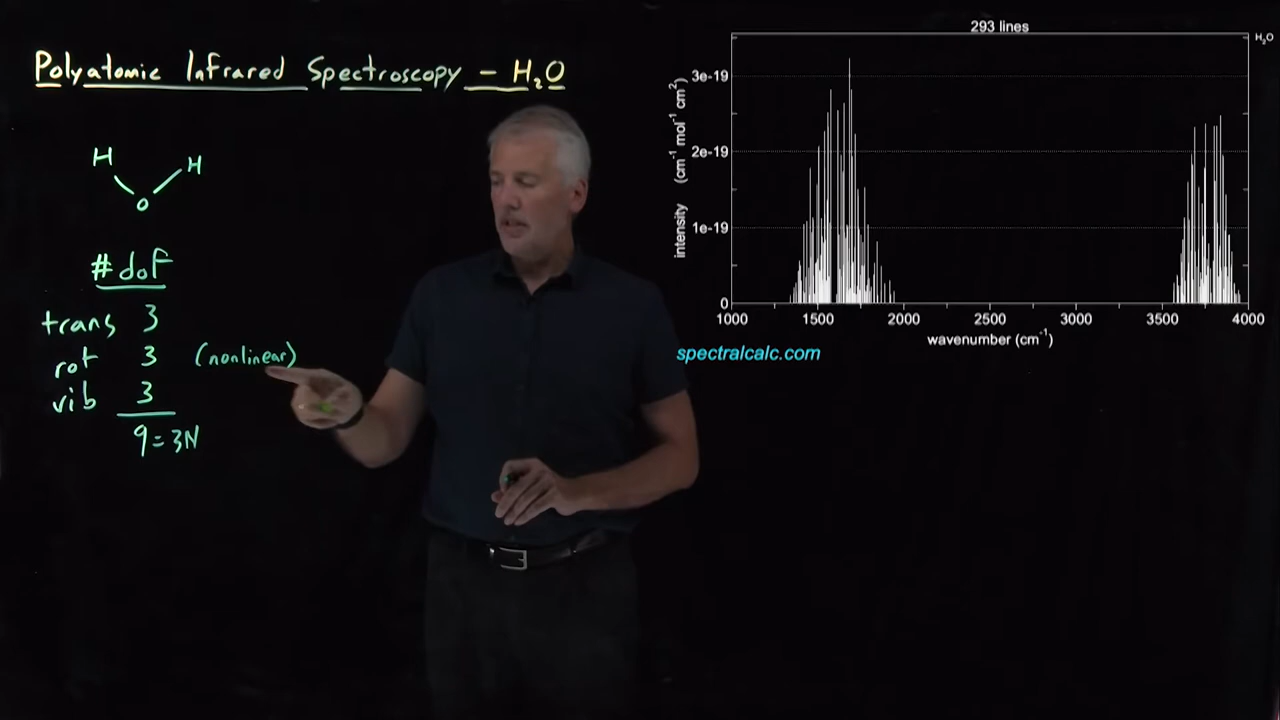 Polyatomic Infrared Spectroscopy – H₂O
H H
O
# dof
trans 3
rot 3 (nonlinear)
vib 3
9 = 3N
293 lines
H₂O
intensity (cm⁻¹ mol⁻¹ cm²)
3e-19
2e-19
1e-19
0
1000 1500 2000 2500 3000 3500 4000
wavenumber (cm⁻¹)
spectralcalc.com